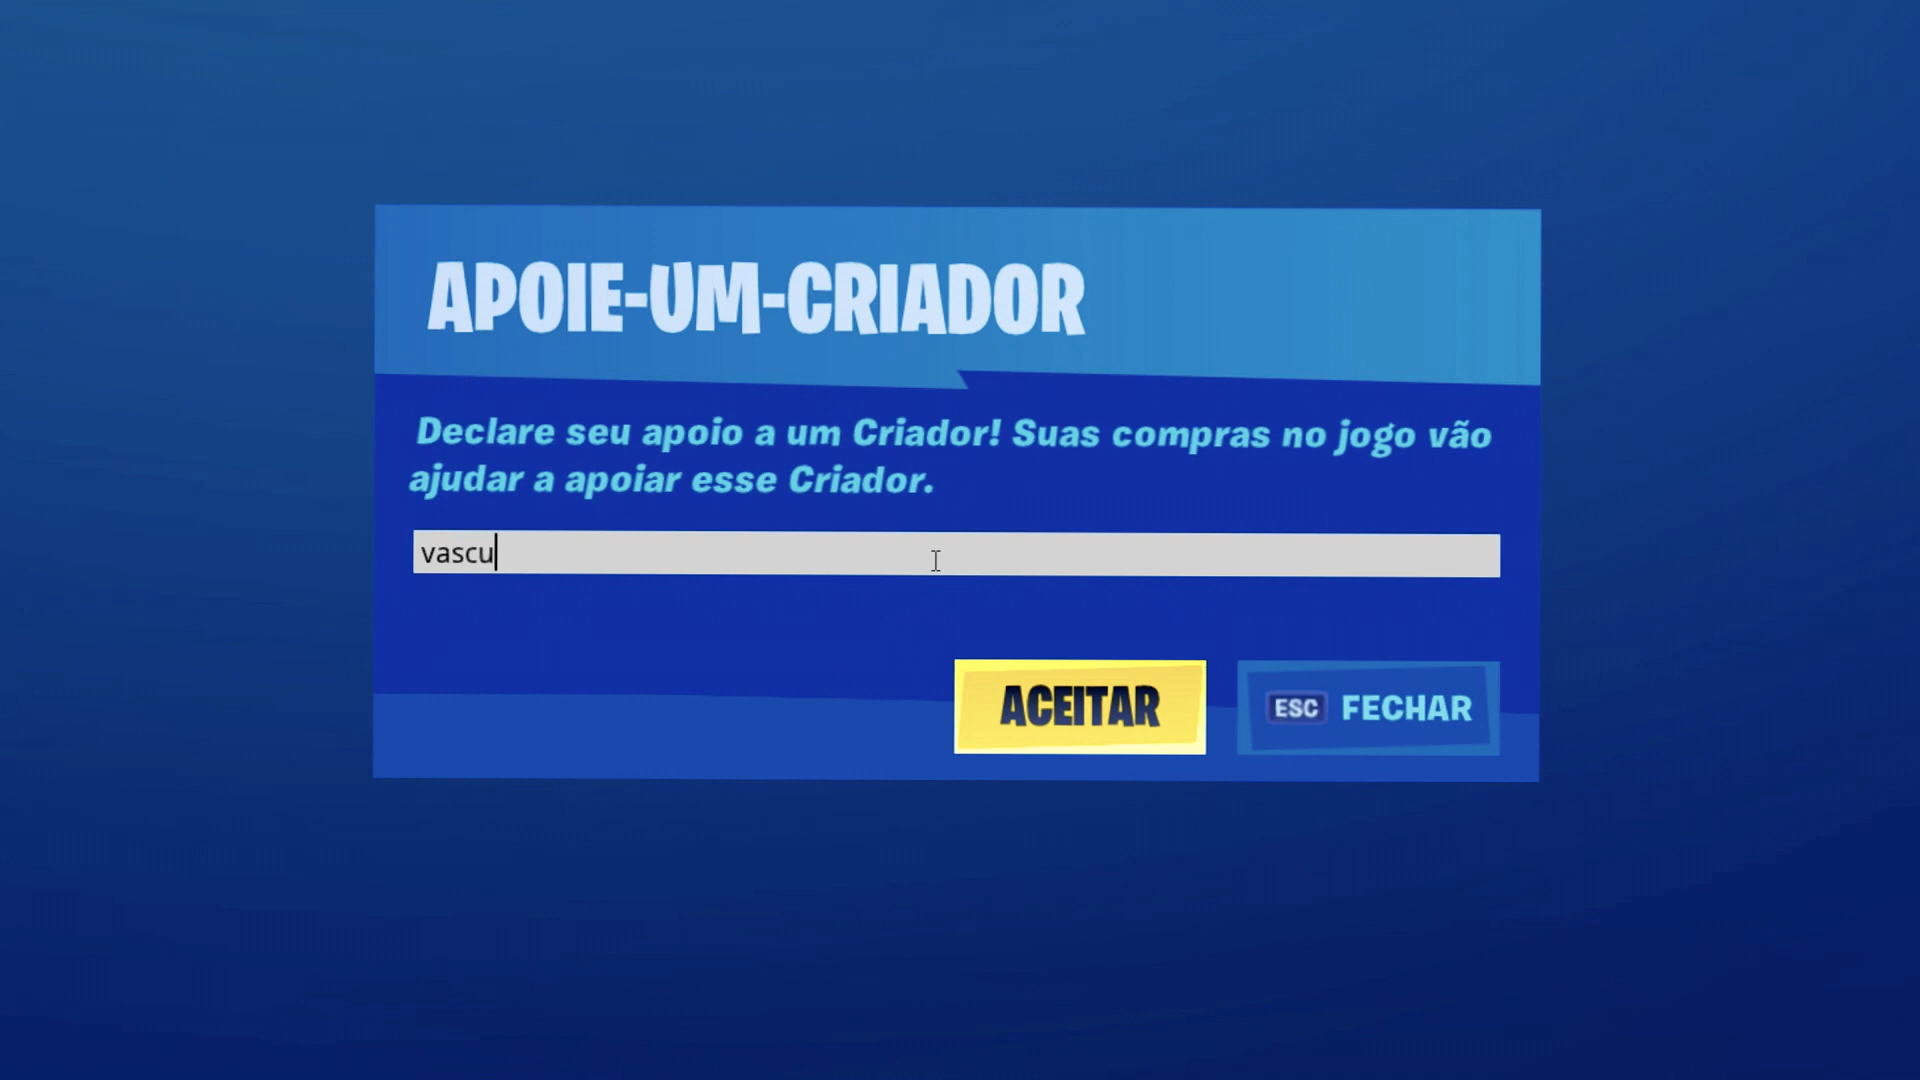 APOIE-UM-CRIADOR
Declare seu apoio a um Criador! Suas compras no jogo vão
ajudar a apoiar esse Criador.
vascu
ACEITAR
ESC FECHAR